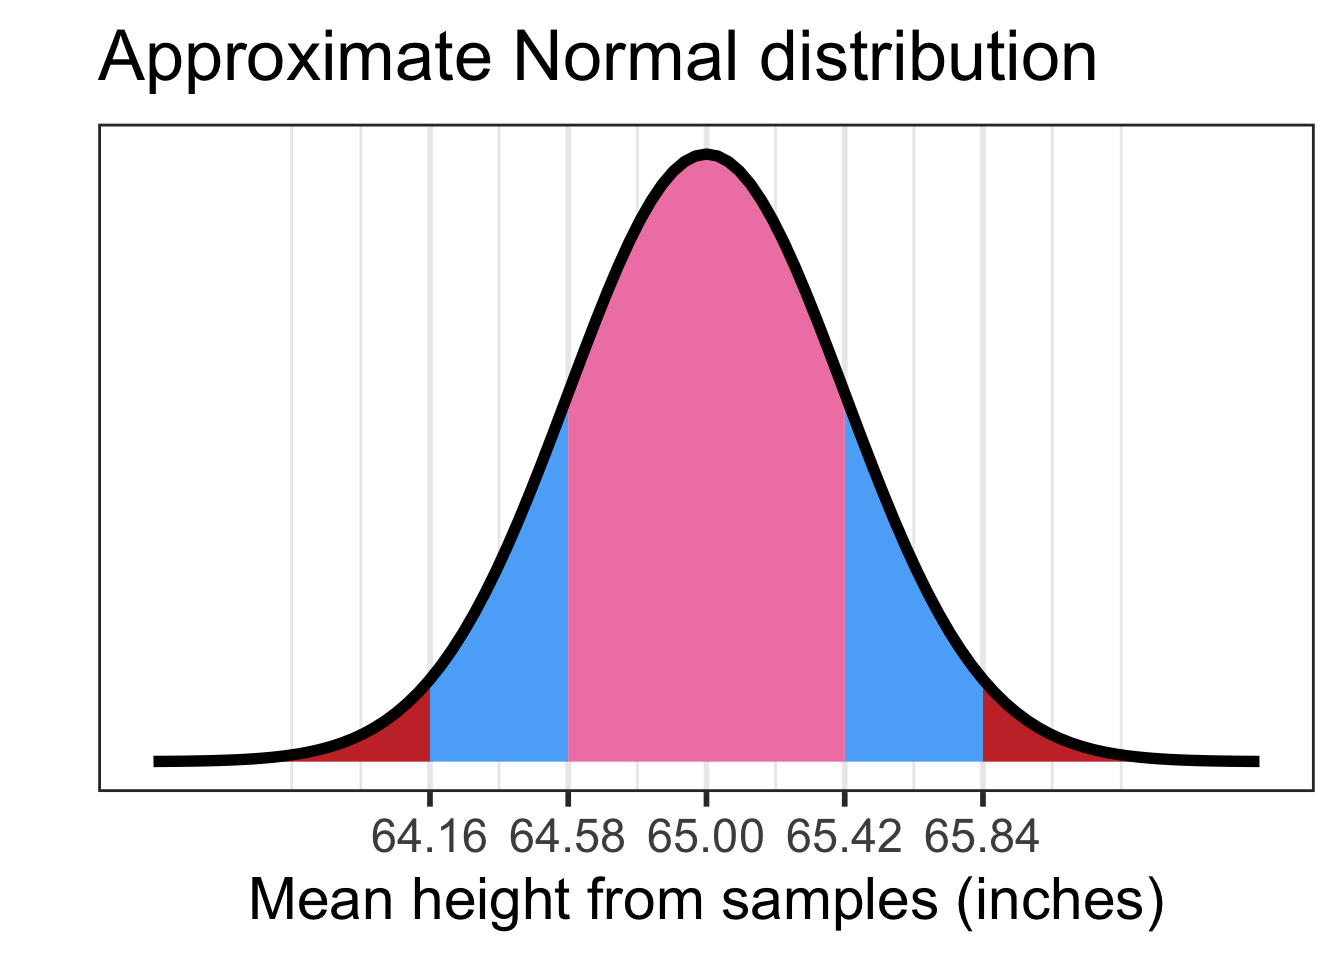 Approximate Normal distribution
64.16 64.58 65.00 65.42 65.84
Mean height from samples (inches)